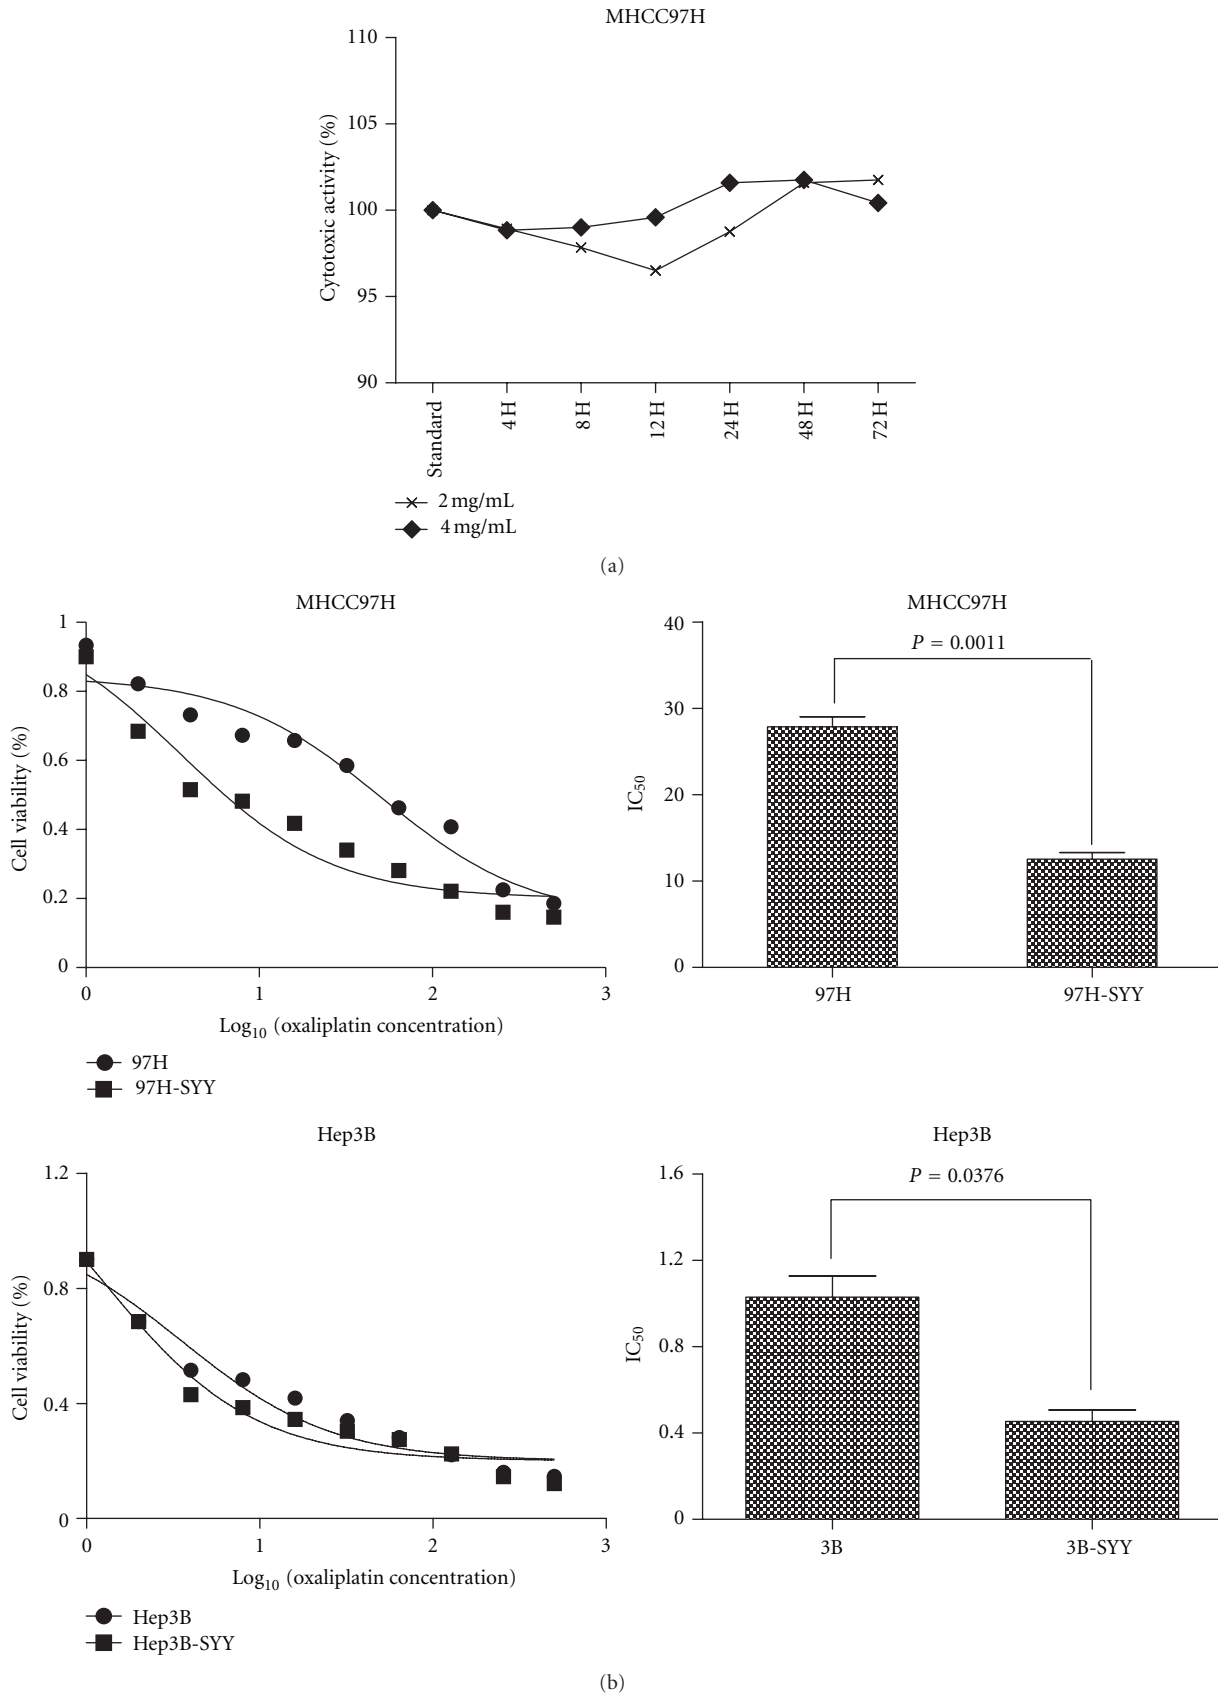 MHCC97H
110
105
100
95
90
Cytotoxic activity (%)
Standard
4 H
8 H
12 H
24 H
48 H
72 H
2 mg/mL
4 mg/mL
(a)
MHCC97H
1
0.8
0.6
0.4
0.2
0
Cell viability (%)
0 1 2 3
Log10 (oxaliplatin concentration)
97H
97H-SYY
MHCC97H
40
30
20
10
0
IC50
P = 0.0011
97H 97H-SYY
Hep3B
1.2
0.8
0.4
0
Cell viability (%)
0 1 2 3
Log10 (oxaliplatin concentration)
Hep3B
Hep3B-SYY
Hep3B
1.6
1.2
0.8
0.4
0
IC50
P = 0.0376
3B 3B-SYY
(b)